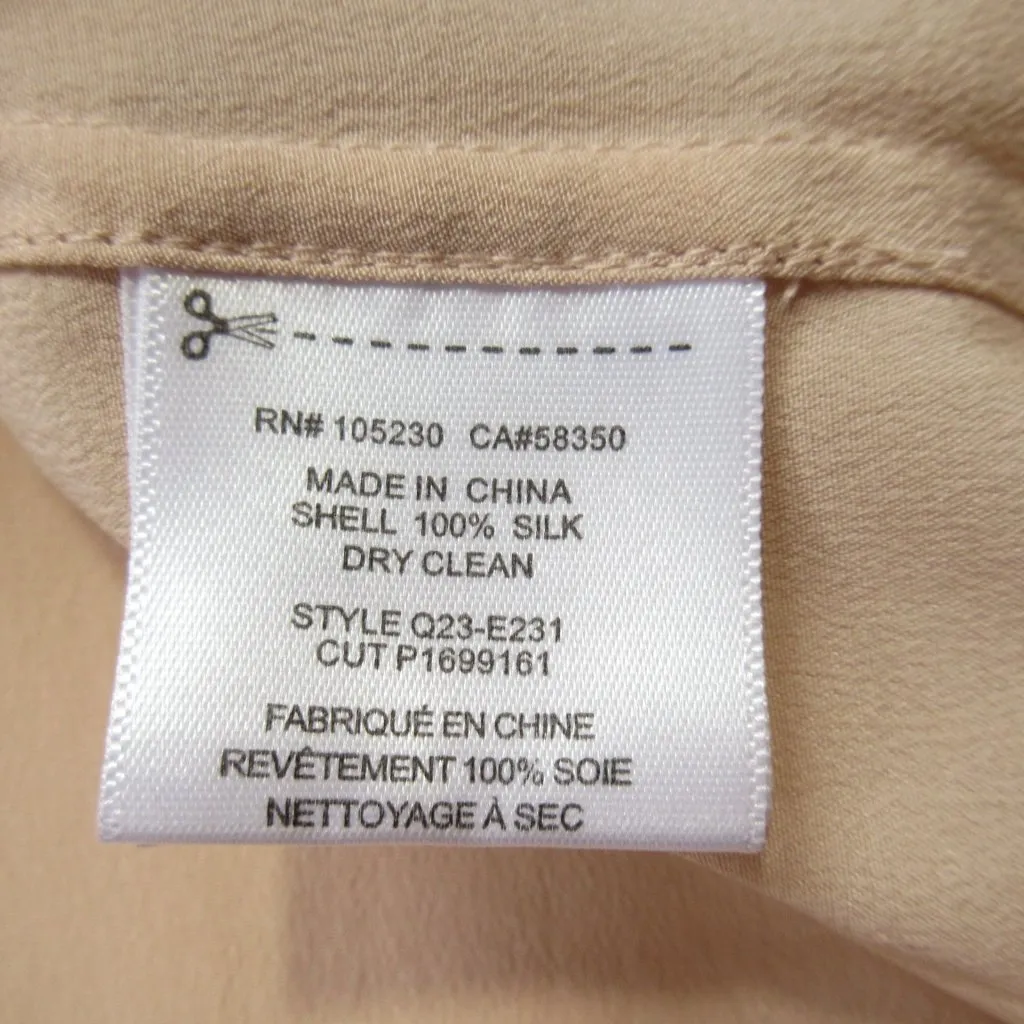 RN# 105230 CA#58350
MADE IN CHINA
SHELL 100% SILK
DRY CLEAN
STYLE Q23-E231
CUT P1699161
FABRIQUÉ EN CHINE
REVÊTEMENT 100% SOIE
NETTOYAGE À SEC